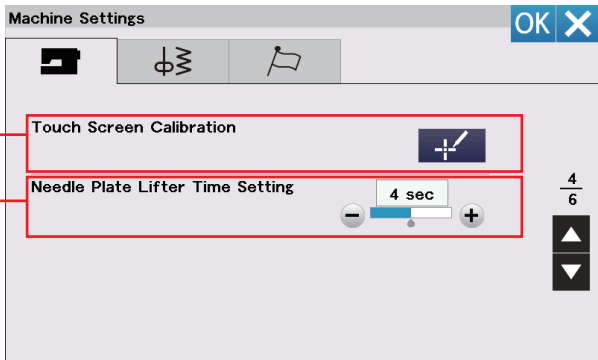 Machine Settings
OK
Touch Screen Calibration
Needle Plate Lifter Time Setting
4 sec
4
6